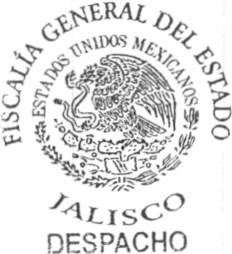 FISCALÍA GENERAL DEL ESTADO
ESTADOS UNIDOS MEXICANOS
JALISCO
DESPACHO